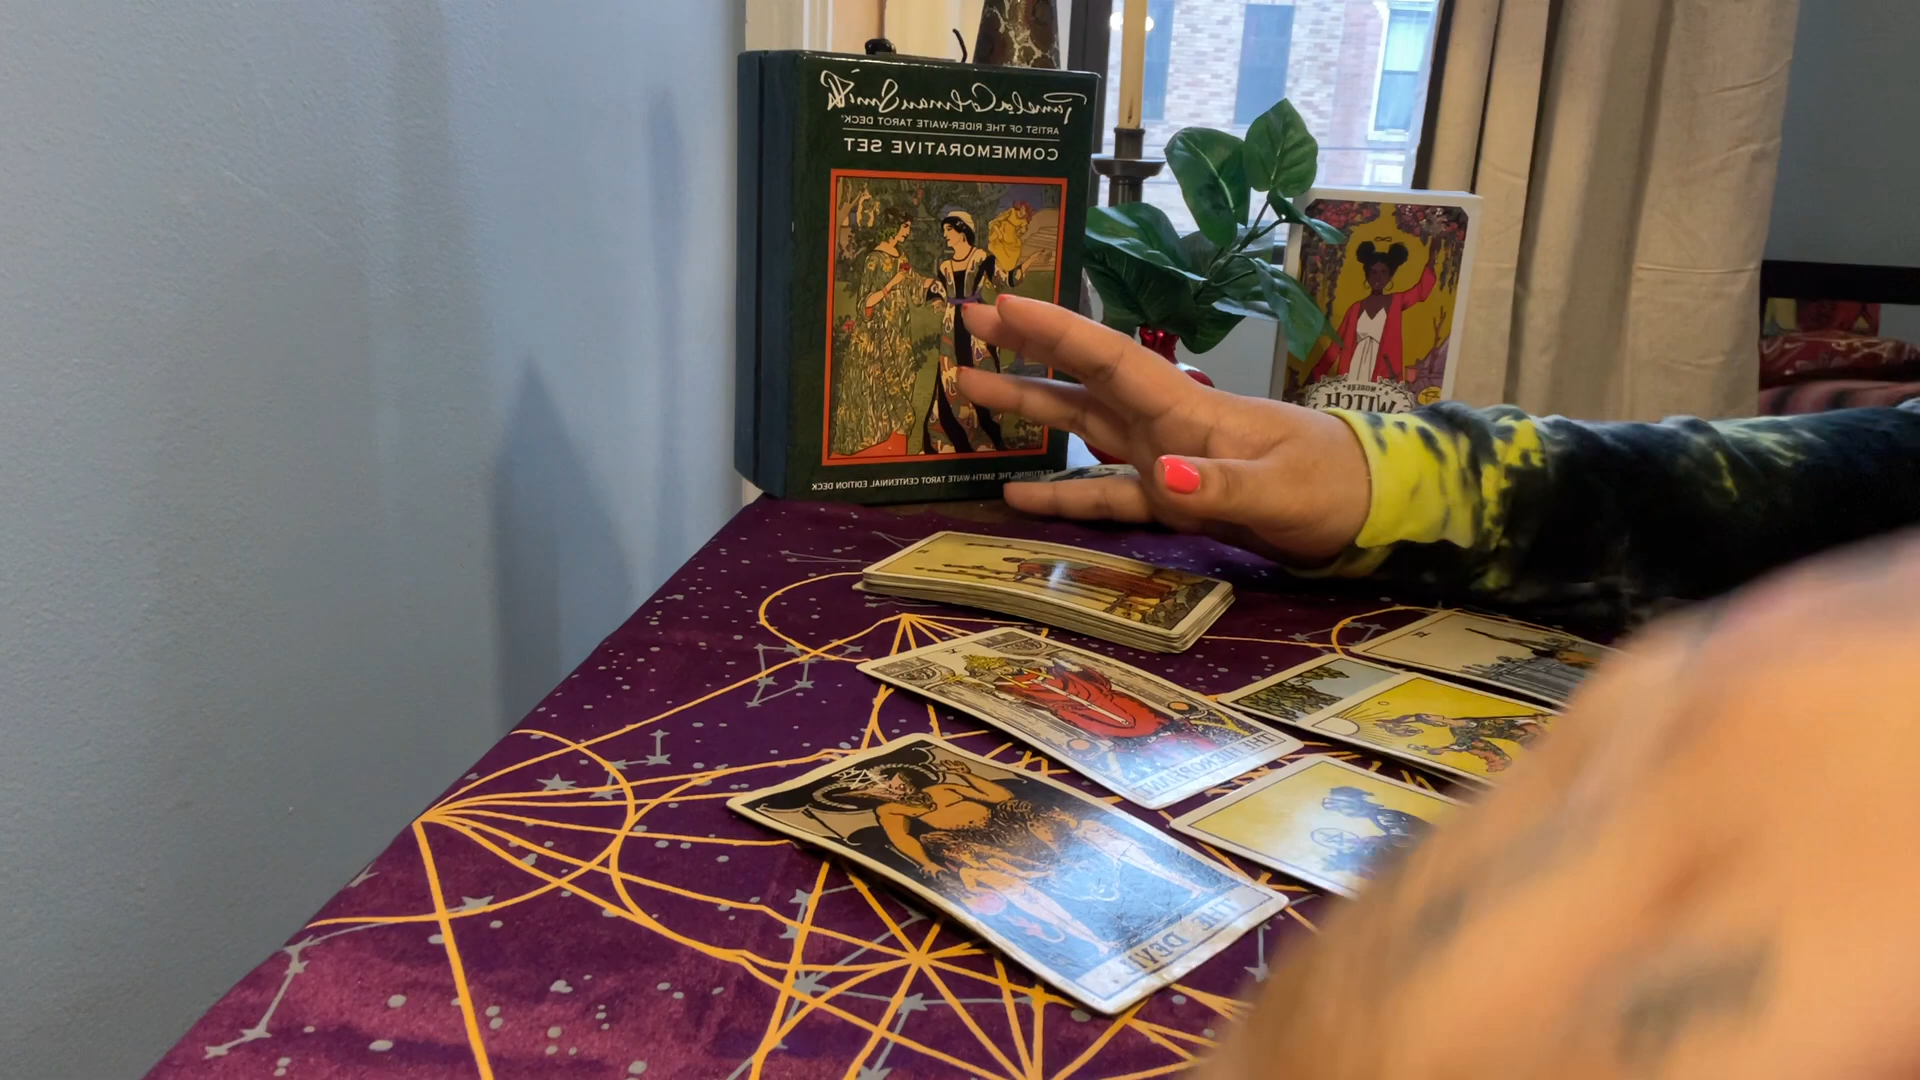 Pamela Colman Smith
ARTIST OF THE RIDER-WAITE TAROT DECK
COMMEMORATIVE SET
FEATURING THE SMITH-WAITE TAROT CENTENNIAL EDITION DECK
MODERN
WITCH
X
THE HIEROPHANT
THE DEVIL